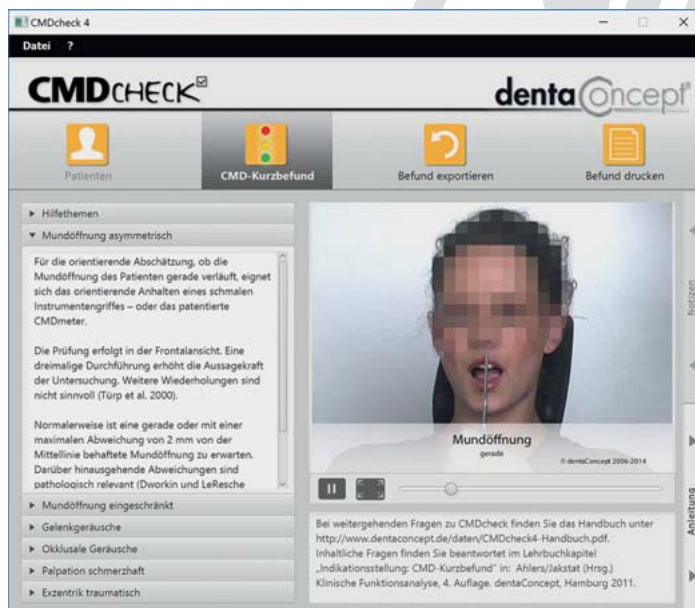 CMDcheck 4
Datei ?
CMDCHECK
dentaConcept
Patienten
CMD-Kurzbefund
Befund exportieren
Befund drucken
Hilfethemen
Mundöffnung asymmetrisch
Für die orientierende Abschätzung, ob die
Mundöffnung des Patienten gerade verläuft, eignet
sich das orientierende Anhalten eines schmalen
Instrumentengriffes – oder das patentierte
CMDmeter.
Die Prüfung erfolgt in der Frontalansicht. Eine
dreimalige Durchführung erhöht die Aussagekraft
der Untersuchung. Weitere Wiederholungen sind
nicht sinnvoll (Türp et al. 2000).
Normalerweise ist eine gerade oder mit einer
maximalen Abweichung von 2 mm von der
Mittellinie behaftete Mundöffnung zu erwarten.
Darüber hinausgehende Abweichungen sind
pathologisch relevant (Dworkin und LeResche
Mundöffnung eingeschränkt
Gelenkgeräusche
Okklusale Geräusche
Palpation schmerzhaft
Exzentrik traumatisch
Mundöffnung
gerade
© dentaConcept 2006-2014
Bei weitergehenden Fragen zu CMDcheck finden Sie das Handbuch unter
http://www.dentaconcept.de/daten/CMDcheck4-Handbuch.pdf.
Inhaltliche Fragen finden Sie beantwortet im Lehrbuchkapitel
„Indikationsstellung: CMD-Kurzbefund" in: Ahlers/Jakstat (Hrsg.)
Klinische Funktionsanalyse, 4. Auflage. dentaConcept, Hamburg 2011.
Notizen
Anleitung